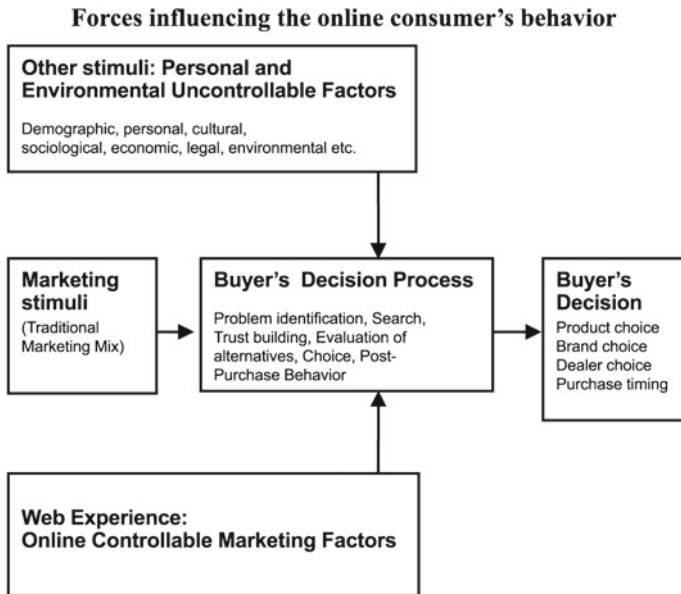 Forces influencing the online consumer's behavior
Other stimuli: Personal and
Environmental Uncontrollable Factors
Demographic, personal, cultural,
sociological, economic, legal, environmental etc.
Marketing
stimuli
(Traditional
Marketing Mix)
Buyer's Decision Process
Problem identification, Search,
Trust building, Evaluation of
alternatives, Choice, Post-
Purchase Behavior
Buyer's
Decision
Product choice
Brand choice
Dealer choice
Purchase timing
Web Experience:
Online Controllable Marketing Factors